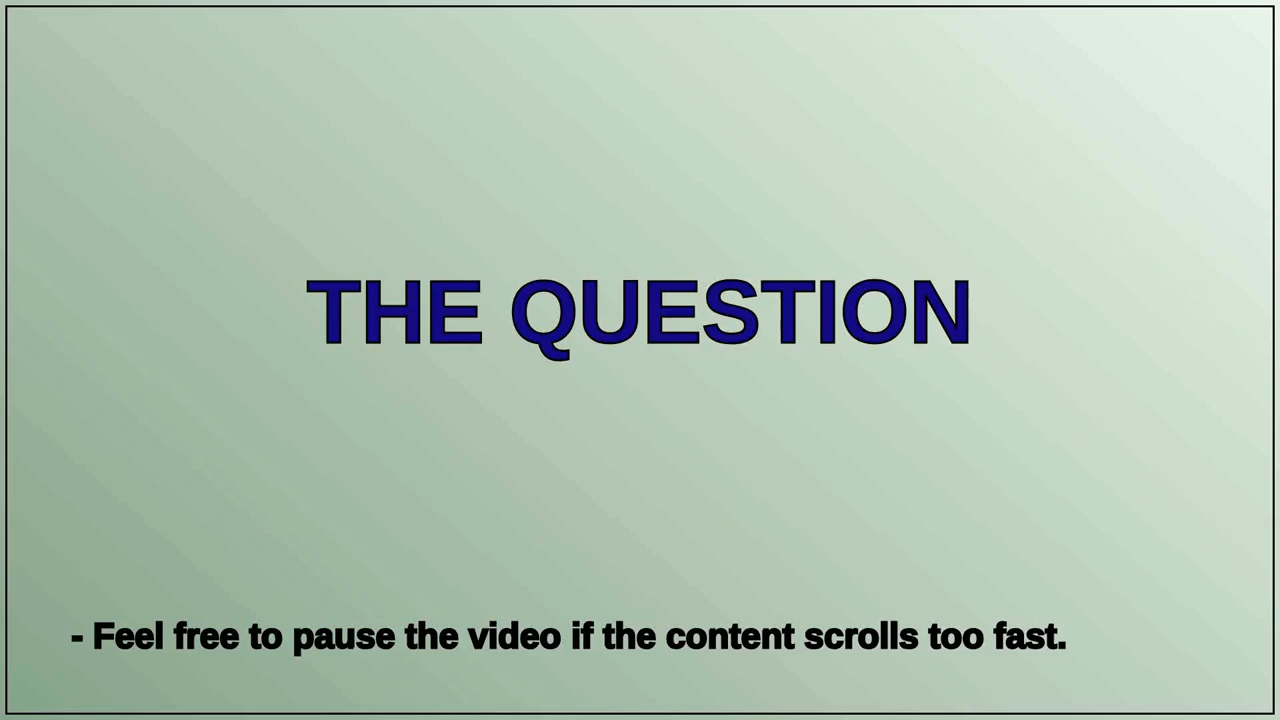 THE QUESTION
- Feel free to pause the video if the content scrolls too fast.